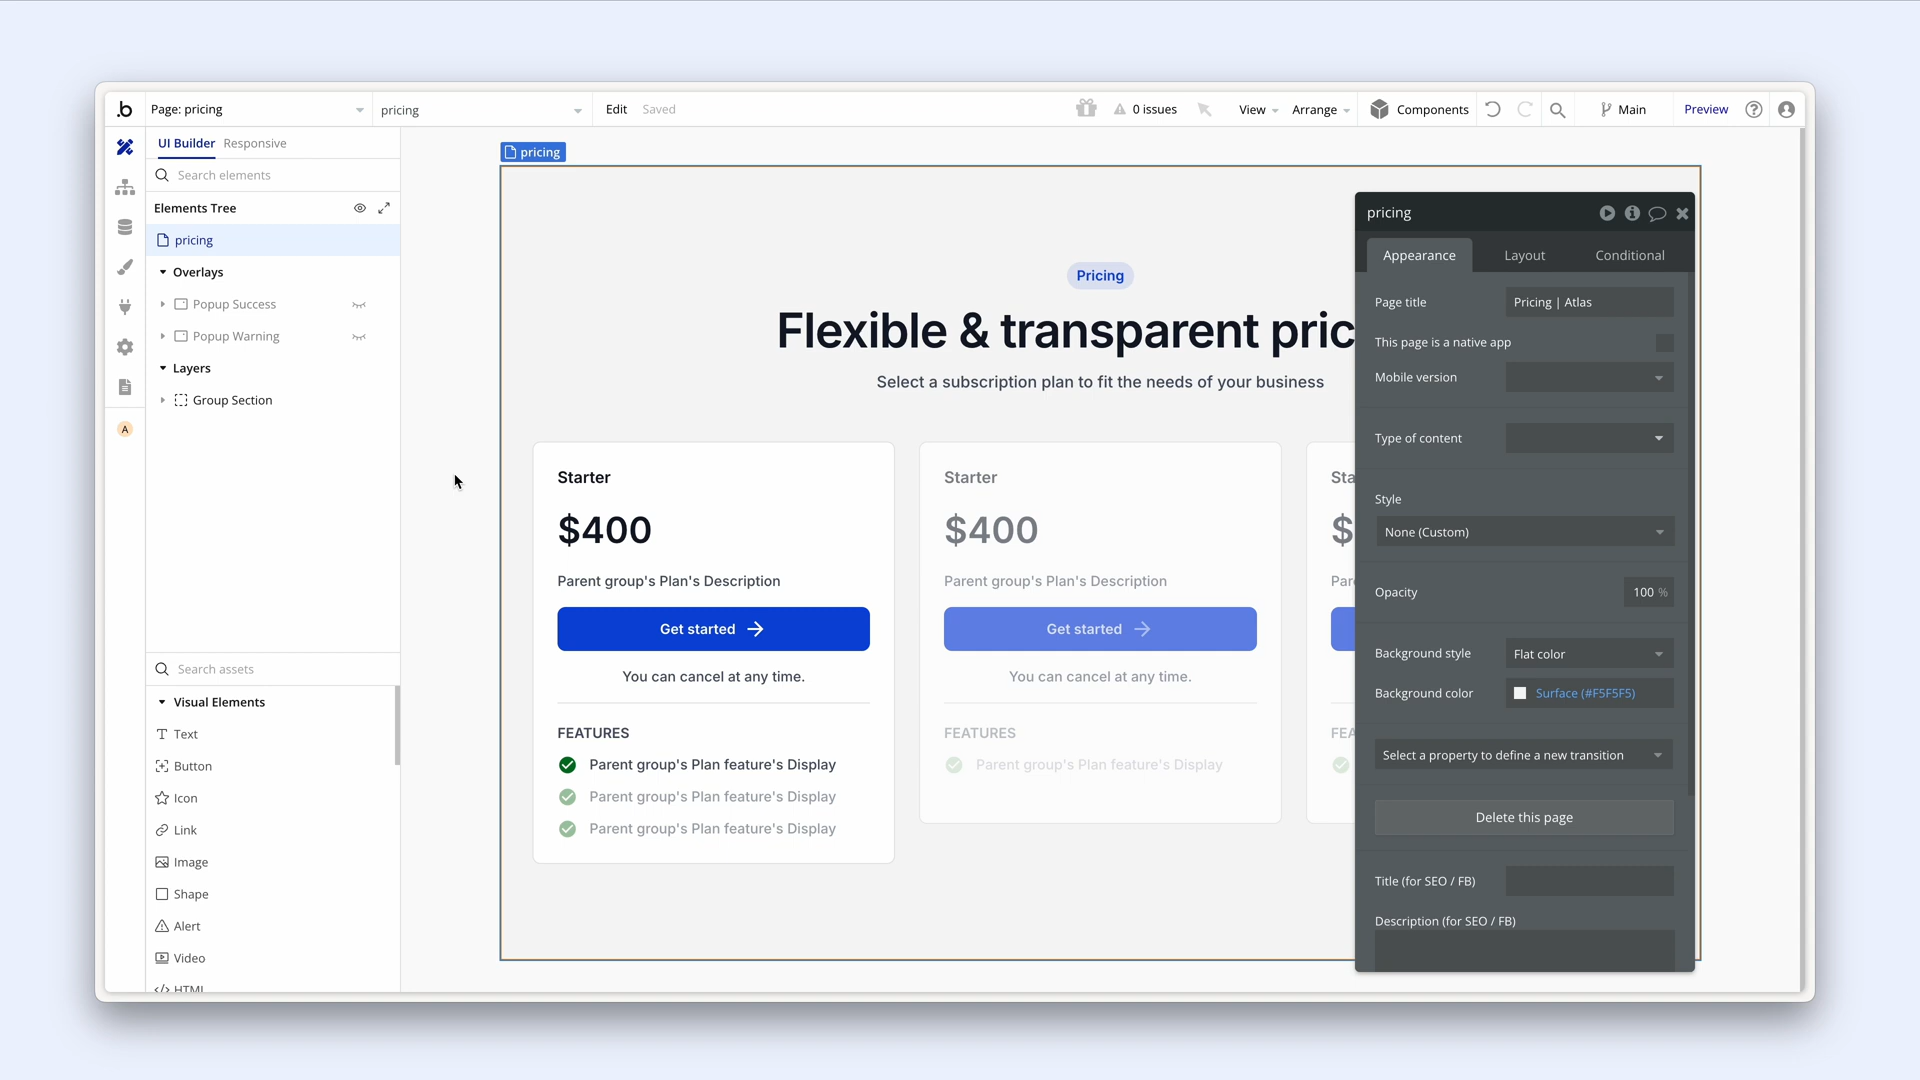 .b
Page: pricing
pricing
Edit
Saved
0 issues
View
Arrange
Components
Main
Preview
UI Builder
Responsive
Search elements
Elements Tree
pricing
Overlays
Popup Success
Popup Warning
Layers
Group Section
A
Search assets
Visual Elements
Text
Button
Icon
Link
Image
Shape
Alert
Video
HTML
pricing
Pricing
Flexible & transparent pric
Select a subscription plan to fit the needs of your business
Starter
$400
Parent group's Plan's Description
Get started
You can cancel at any time.
FEATURES
Parent group's Plan feature's Display
Parent group's Plan feature's Display
Parent group's Plan feature's Display
Starter
$400
Parent group's Plan's Description
Get started
You can cancel at any time.
FEATURES
Parent group's Plan feature's Display
Sta
$
Par
FEA
pricing
Appearance
Layout
Conditional
Page title
Pricing | Atlas
This page is a native app
Mobile version
Type of content
Style
None (Custom)
Opacity
100 %
Background style
Flat color
Background color
Surface (#F5F5F5)
Select a property to define a new transition
Delete this page
Title (for SEO / FB)
Description (for SEO / FB)